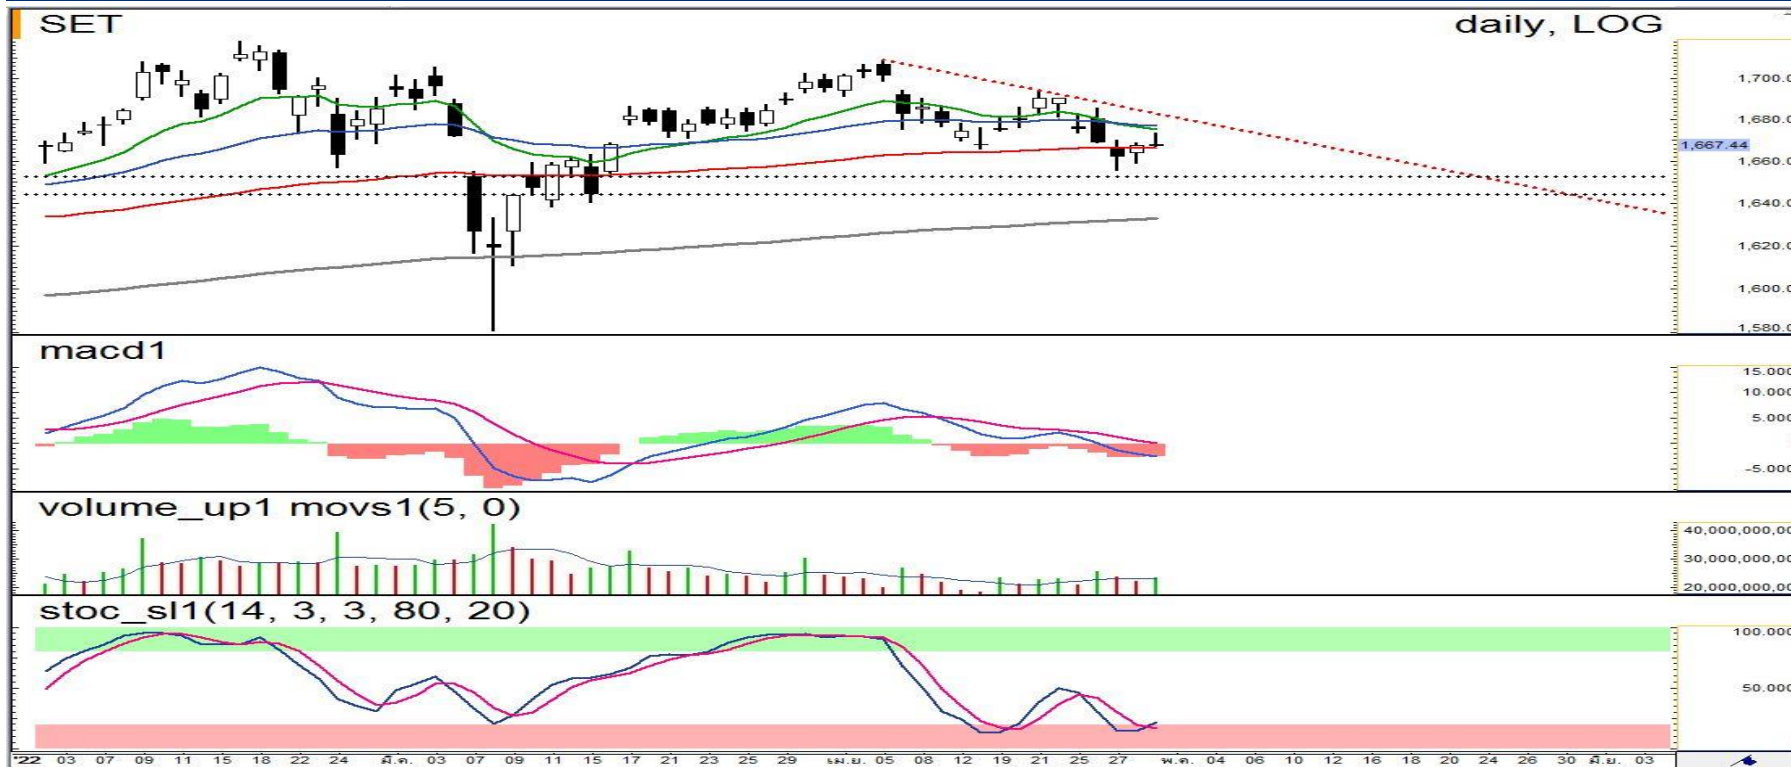 SET
daily, LOG
1,700.0
1,680.0
1,667.44
1,660.0
1,640.0
1,620.0
1,600.0
1,580.0
macd1
15.000
10.000
5.000
-5.000
volume_up1 movs1(5, 0)
40,000,000,00
30,000,000,00
20,000,000,00
stoc_sl1(14, 3, 3, 80, 20)
100.000
50.000
'22 03 07 09 11 15 18 22 24 มี.ค. 03 07 09 11 15 17 21 23 25 29 เม.ย. 05 08 12 19 21 25 27 พ.ค. 04 06 10 12 16 18 20 24 26 30 มิ.ย. 03